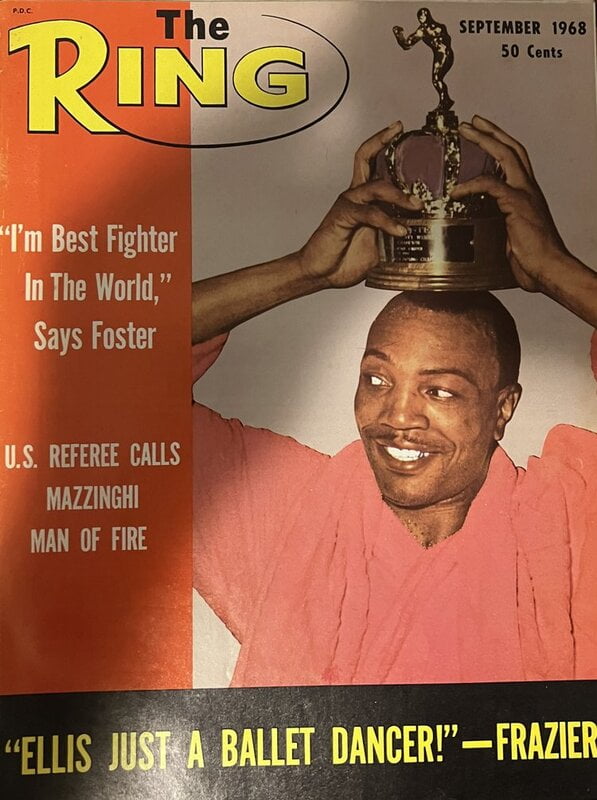 P.D.C.
The
RING
SEPTEMBER 1968
50 Cents
“I'm Best Fighter
In The World,”
Says Foster
U.S. REFEREE CALLS
MAZZINGHI
MAN OF FIRE
“ELLIS JUST A BALLET DANCER!”—FRAZIER